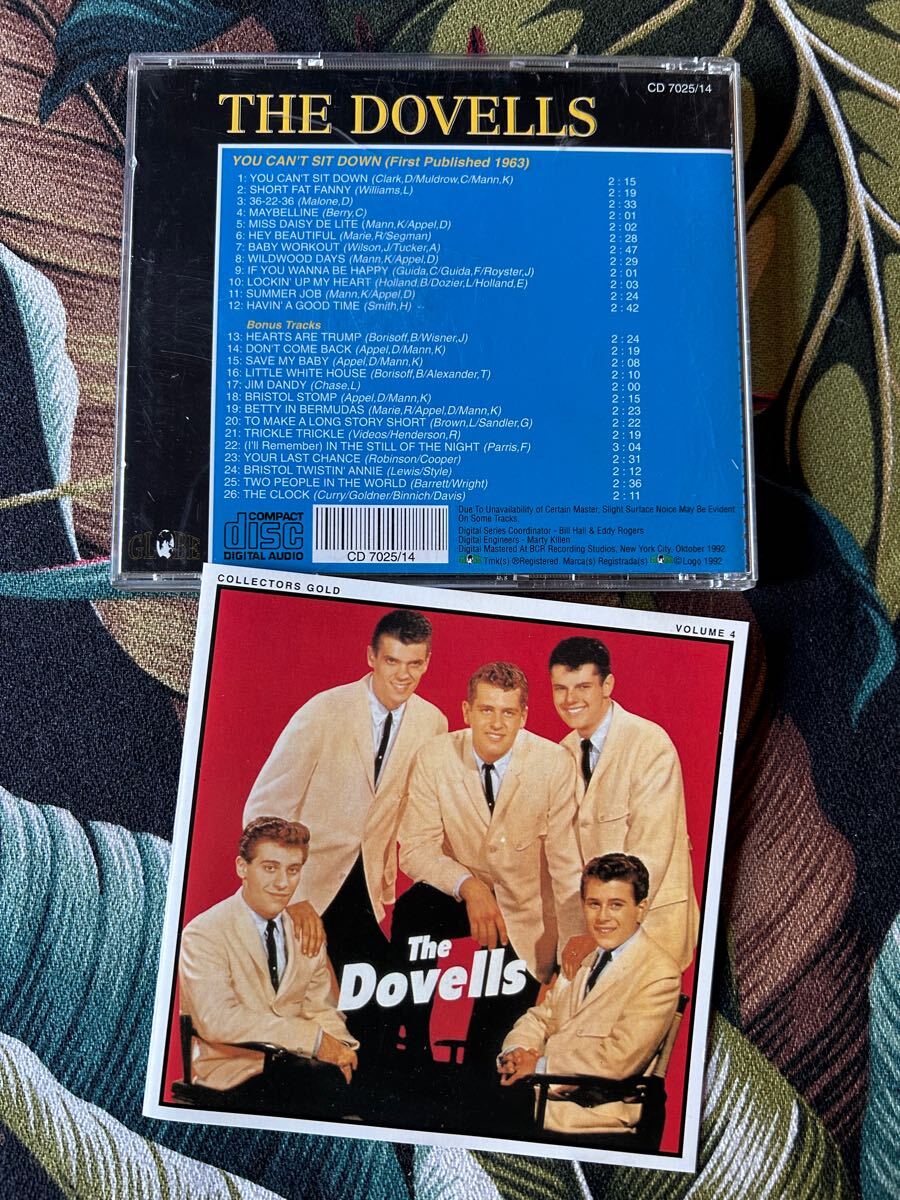 CD 7025/14
THE DOVELLS
YOU CAN'T SIT DOWN (First Published 1963)
1: YOU CAN'T SIT DOWN (Clark,D/Muldrow,C/Mann,K) 2 : 15
2: SHORT FAT FANNY (Williams,L) 2 : 19
3: 36-22-36 (Malone,D) 2 : 33
4: MAYBELLINE (Berry,C) 2 : 01
5: MISS DAISY DE LITE (Mann,K/Appel,D) 2 : 02
6: HEY BEAUTIFUL (Marie,R/Segman) 2 : 28
7: BABY WORKOUT (Wilson,J/Tucker,A) 2 : 47
8: WILDWOOD DAYS (Mann,K/Appel,D) 2 : 29
9: IF YOU WANNA BE HAPPY (Guida,C/Guida,F/Royster,J) 2 : 01
10: LOCKIN' UP MY HEART (Holland,B/Dozier,L/Holland,E) 2 : 03
11: SUMMER JOB (Mann,K/Appel,D) 2 : 24
12: HAVIN' A GOOD TIME (Smith,H) 2 : 42
Bonus Tracks
13: HEARTS ARE TRUMP (Borisoff,B/Wisner,J) 2 : 24
14: DON'T COME BACK (Appel,D/Mann,K) 2 : 19
15: SAVE MY BABY (Appel,D/Mann,K) 2 : 08
16: LITTLE WHITE HOUSE (Borisoff,B/Alexander,T) 2 : 10
17: JIM DANDY (Chase,L) 2 : 00
18: BRISTOL STOMP (Appel,D/Mann,K) 2 : 15
19: BETTY IN BERMUDAS (Marie,R/Appel,D/Mann,K) 2 : 23
20: TO MAKE A LONG STORY SHORT (Brown,L/Sandler,G) 2 : 22
21: TRICKLE TRICKLE (Videos/Henderson,R) 2 : 19
22: (I'll Remember) IN THE STILL OF THE NIGHT (Parris,F) 3 : 04
23: YOUR LAST CHANCE (Robinson/Cooper) 2 : 31
24: BRISTOL TWISTIN' ANNIE (Lewis/Style) 2 : 12
25: TWO PEOPLE IN THE WORLD (Barrett/Wright) 2 : 36
26: THE CLOCK (Curry/Goldner/Binnich/Davis) 2 : 11
GLOBE
COMPACT
disc
DIGITAL AUDIO
CD 7025/14
Due To Unavailability of Certain Master, Slight Surface Noice May Be Evident
On Some Tracks.
Digital Series Coordinator - Bill Hall & Eddy Rogers
Digital Engineers - Marty Killen
Digital Mastered At BCR Recording Studios, New York City, Oktober 1992
GLOBE Tmk(s) ®Registered. Marca(s) Registrada(s) GLOBE ©Logo 1992
COLLECTORS GOLD
VOLUME 4
The
Dovells